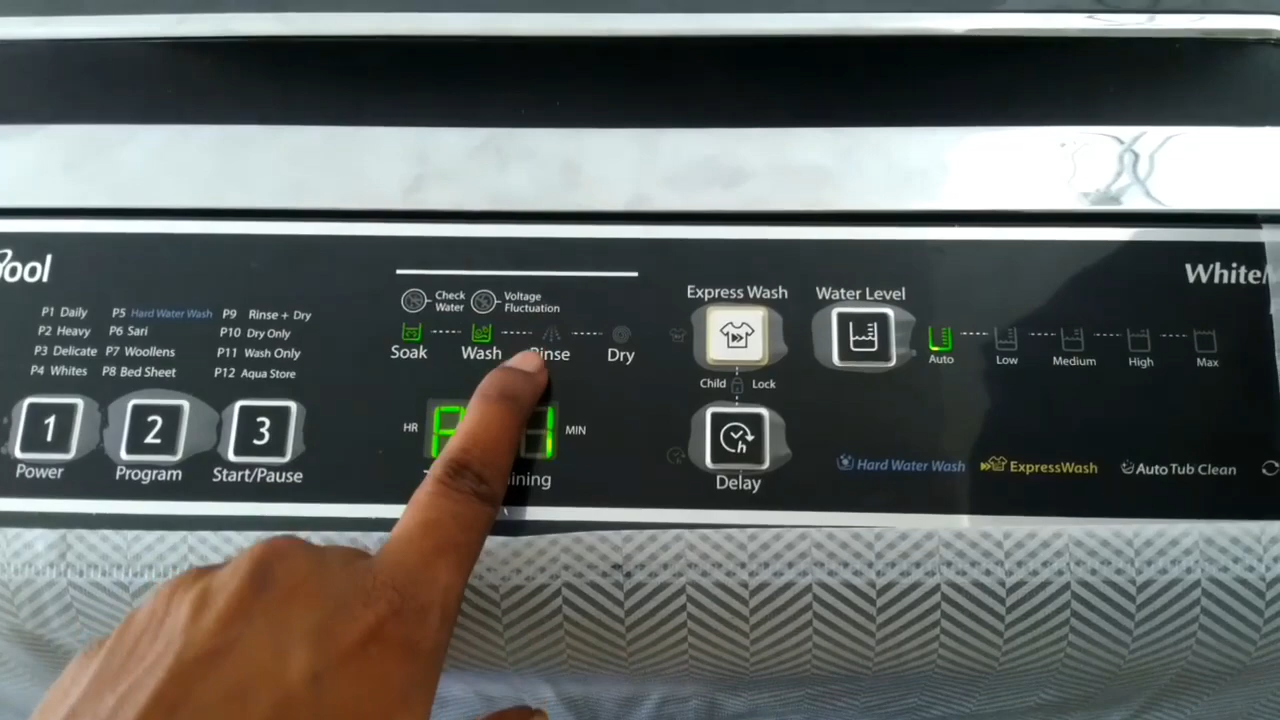 ool
WhiteM
P1 Daily
P2 Heavy
P3 Delicate
P4 Whites
P5 Hard Water Wash
P6 Sari
P7 Woollens
P8 Bed Sheet
P9 Rinse + Dry
P10 Dry Only
P11 Wash Only
P12 Aqua Store
1
Power
2
Program
3
Start/Pause
Check
Water
Voltage
Fluctuation
Soak
Wash
Rinse
Dry
HR
MIN
ining
Express Wash
Child Lock
h
Delay
Water Level
Auto
Low
Medium
High
Max
Hard Water Wash
ExpressWash
Auto Tub Clean